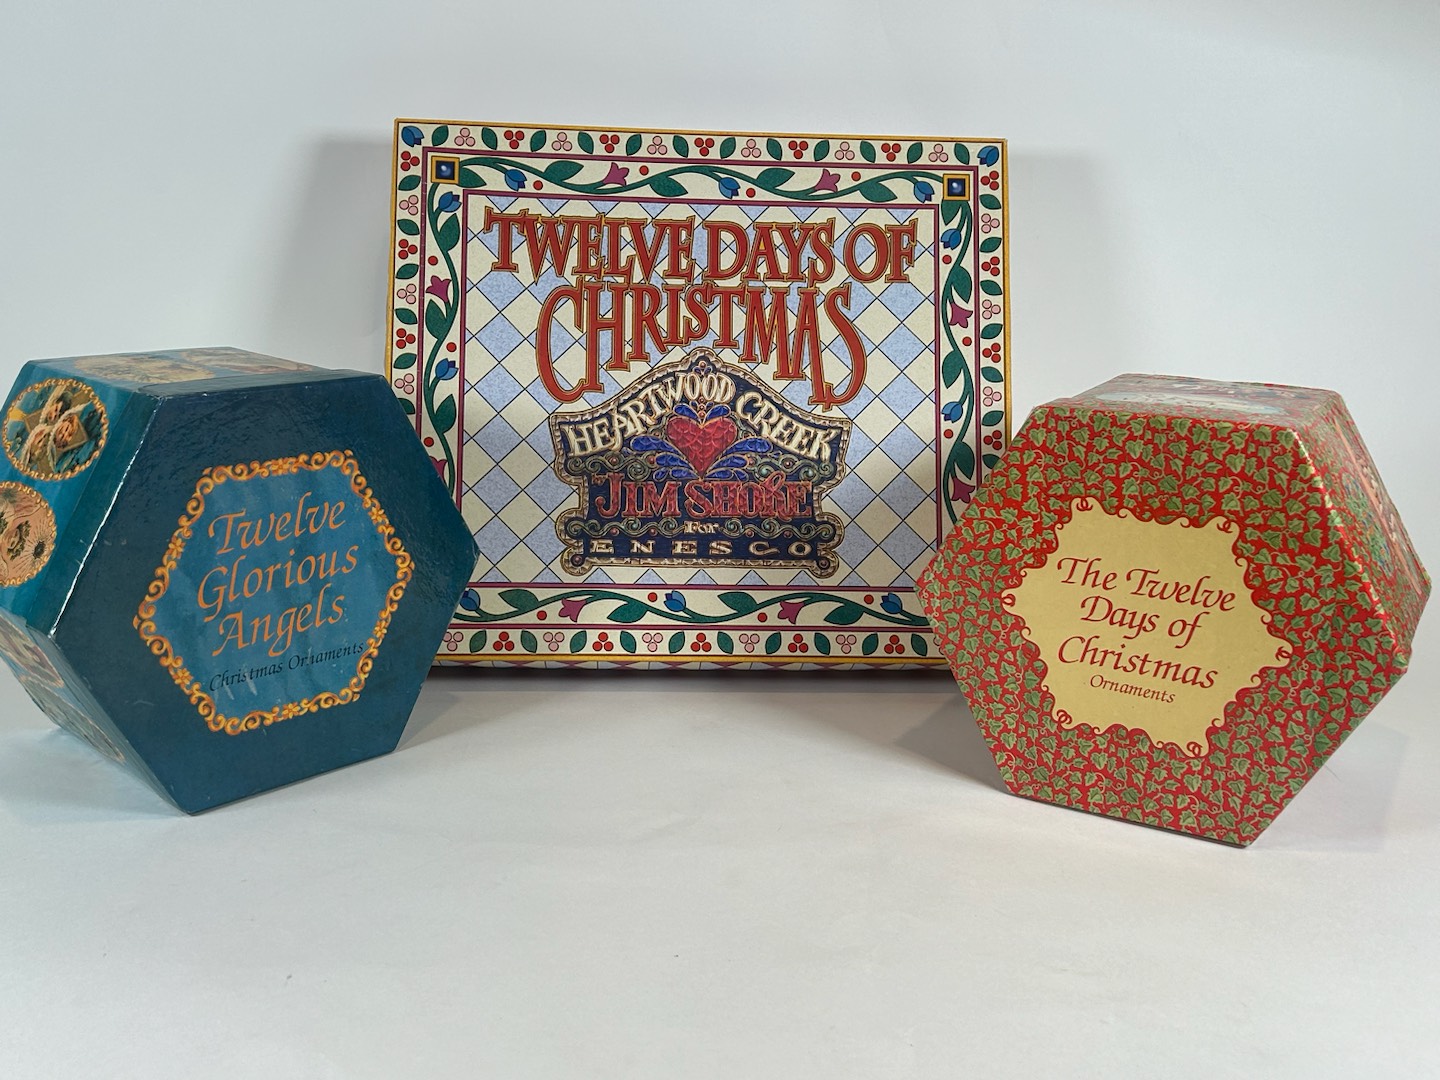 TWELVE DAYS OF
CHRISTMAS
HEARTWOOD CREEK
JIM SHORE
For
ENESCO
Twelve
Glorious
Angels
Christmas Ornaments
The Twelve
Days of
Christmas
Ornaments